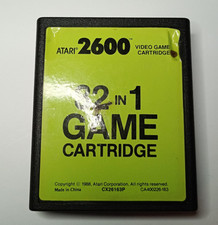 ATARI® 2600™ VIDEO GAME
CARTRIDGE
32 IN 1
GAME
CARTRIDGE
Copyright © 1988, Atari Corporation. All rights reserved.
Made in China CX26163P